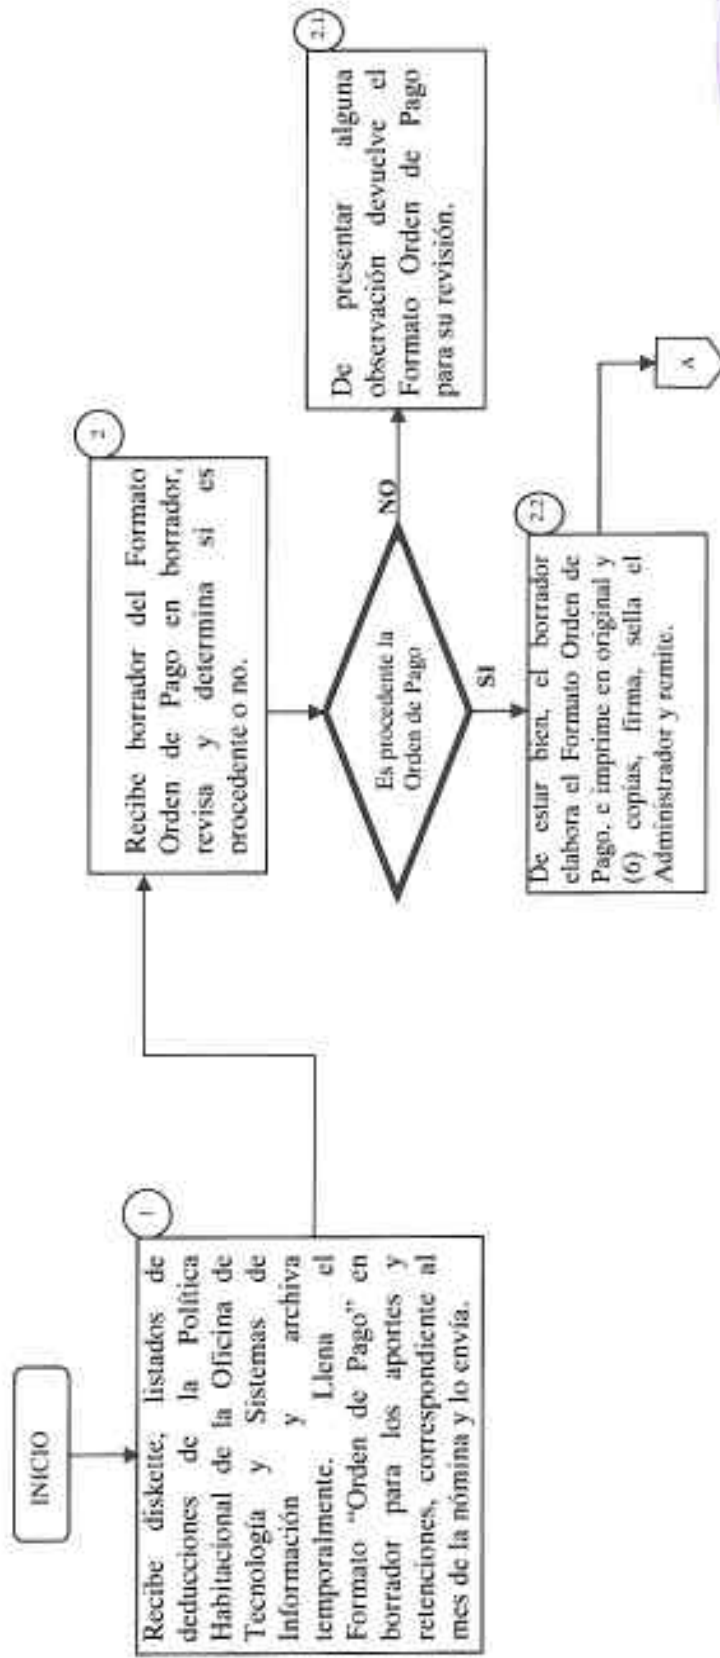 INICIO
1
Recibe diskette, listados de
deducciones de la Política
Habitacional de la Oficina de
Tecnología y Sistemas de
Información y archiva
temporalmente. Llena el
Formato "Orden de Pago" en
borrador para los aportes y
retenciones, correspondiente al
mes de la nómina y lo envía.
2
Recibe borrador del Formato
Orden de Pago en borrador,
revisa y determina si es
procedente o no.
Es procedente la
Orden de Pago
NO
2.1
De presentar alguna
observación devuelve el
Formato Orden de Pago
para su revisión.
SI
2.2
De estar bien, el borrador
elabora el Formato Orden de
Pago, e imprime en original y
(6) copias, firma, sella el
Administrador y remite.
A